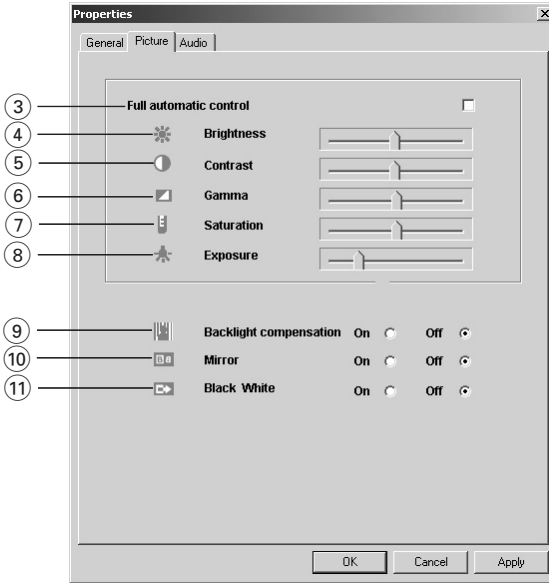 Properties
General Picture Audio
3 Full automatic control
4 Brightness
5 Contrast
6 Gamma
7 Saturation
8 Exposure
9 Backlight compensation On Off
10 Mirror On Off
11 Black White On Off
OK Cancel Apply